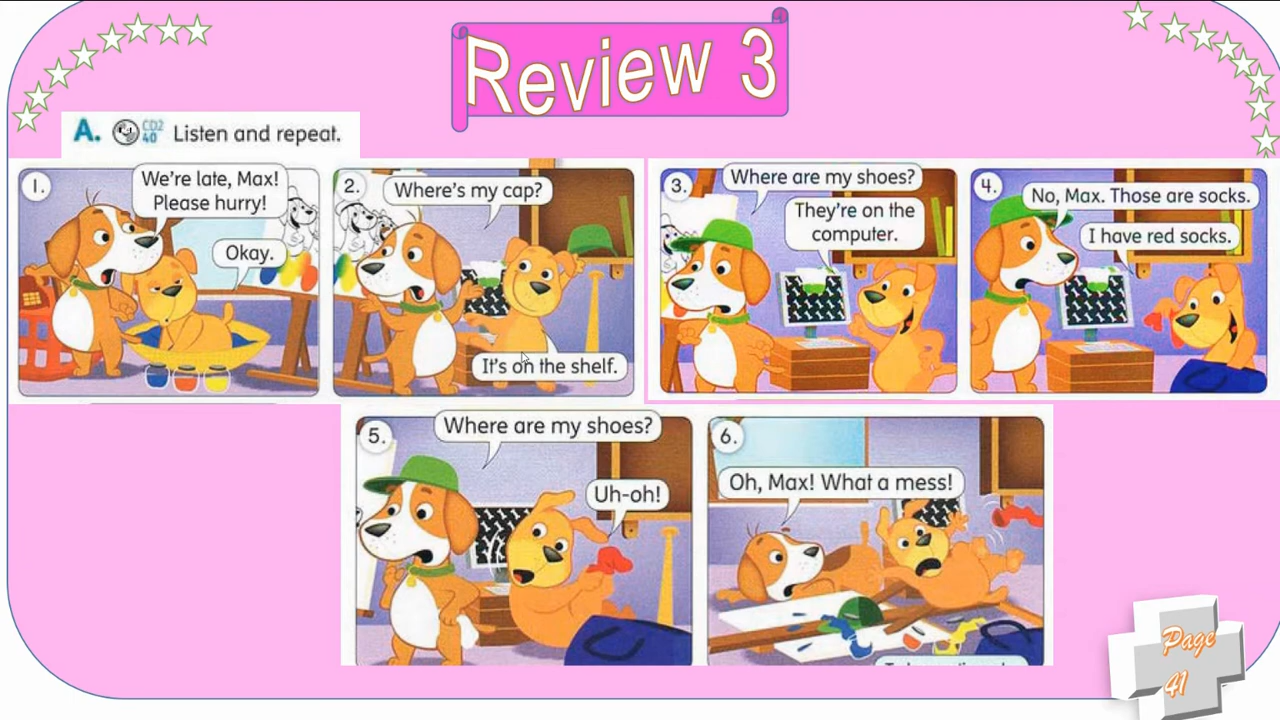 Review 3
A. CD2 40 Listen and repeat.
1.
We're late, Max!
Please hurry!
Okay.
2.
Where's my cap?
It's on the shelf.
3.
Where are my shoes?
They're on the
computer.
4.
No, Max. Those are socks.
I have red socks.
5.
Where are my shoes?
Uh-oh!
6.
Oh, Max! What a mess!
Page
41